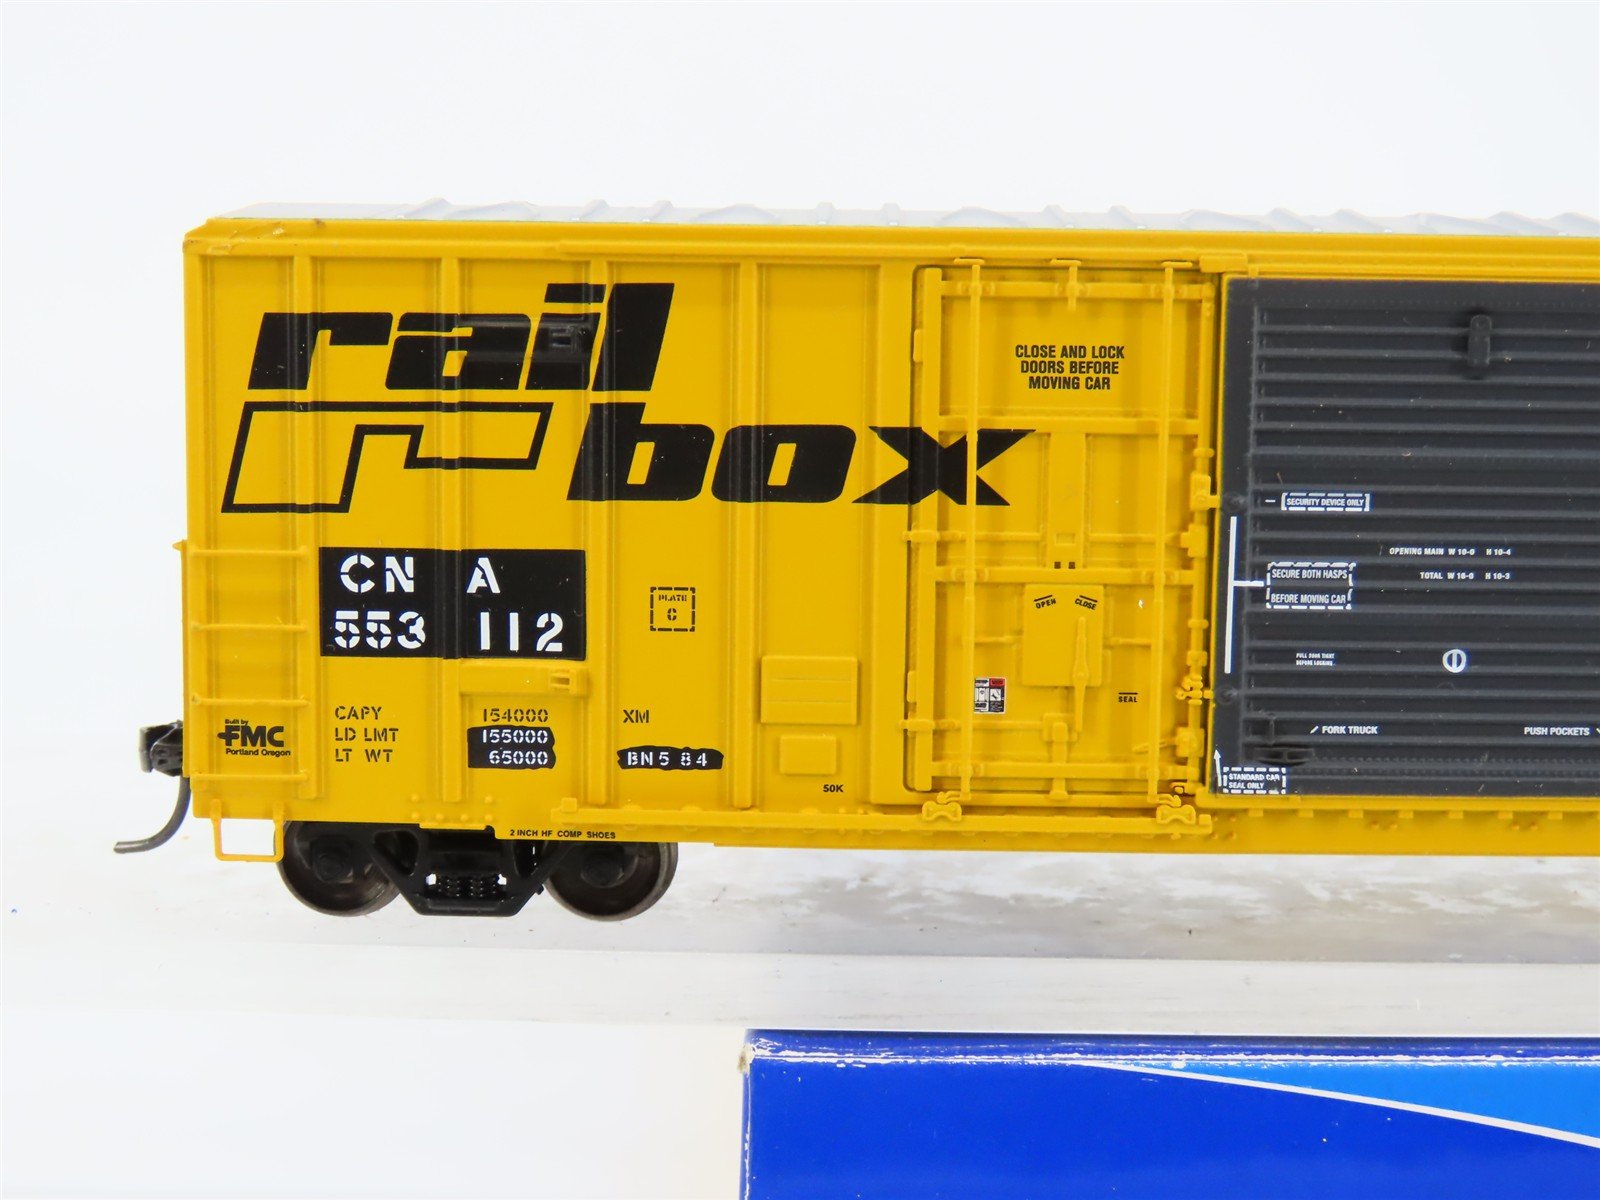 rail
box
CN A
553 112
PLATE
C
CAPY 154000 XM
LD LMT 155000
LT WT 65000 BN 5 84
Built by
FMC
Portland Oregon
50K
2 INCH HF COMP SHOES
CLOSE AND LOCK
DOORS BEFORE
MOVING CAR
OPEN CLOSE
SEAL
SECURITY DEVICE ONLY
OPENING MAIN W 10-0 H 10-4
TOTAL W 16-0 H 10-3
SECURE BOTH HASPS
BEFORE MOVING CAR
BEFORE LOCKING
FORK TRUCK
PUSH POCKETS
STANDARD CAR
SEAL ONLY